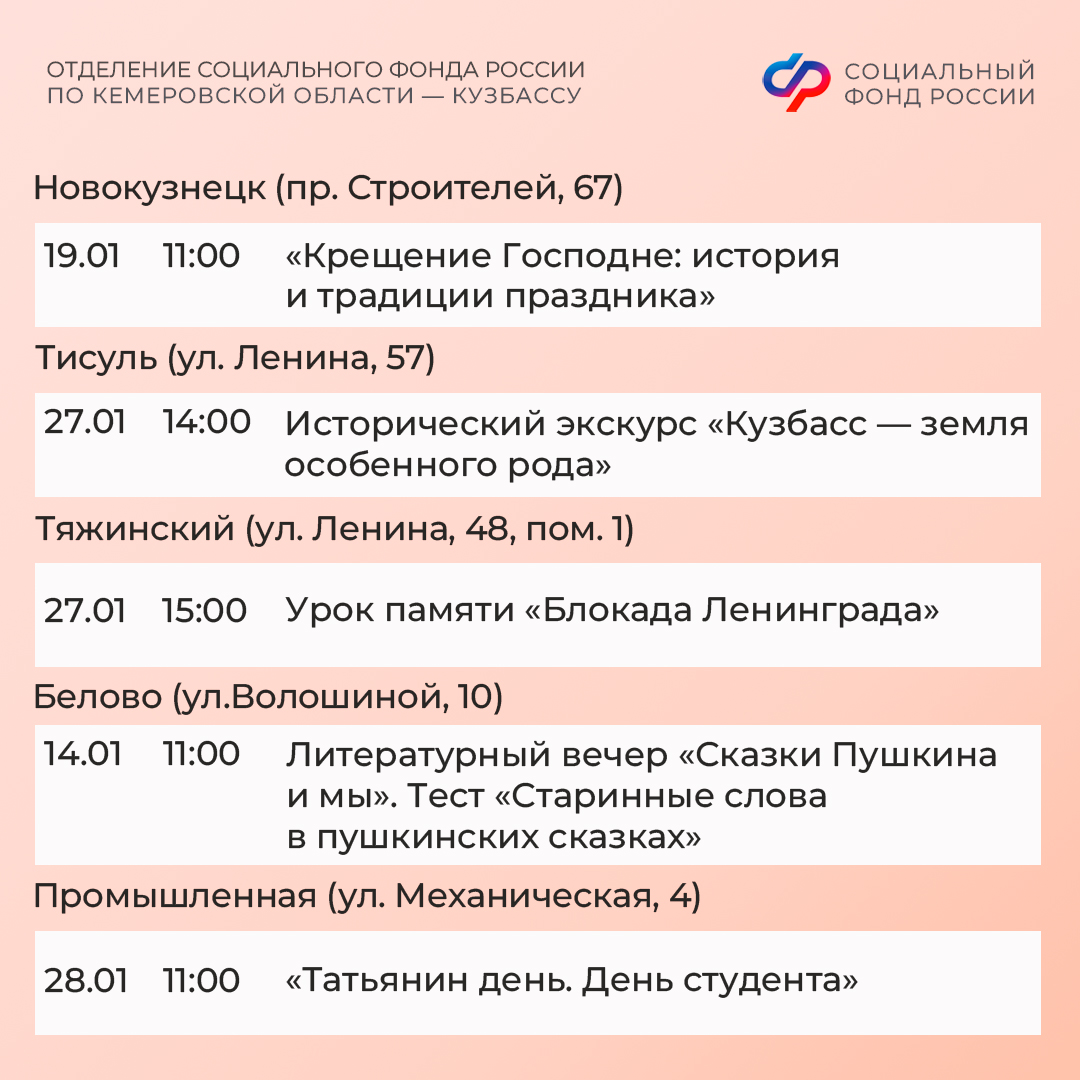 ОТДЕЛЕНИЕ СОЦИАЛЬНОГО ФОНДА РОССИИ
ПО КЕМЕРОВСКОЙ ОБЛАСТИ — КУЗБАССУ
СОЦИАЛЬНЫЙ
ФОНД РОССИИ
Новокузнецк (пр. Строителей, 67)
19.01 11:00 «Крещение Господне: история
и традиции праздника»
Тисуль (ул. Ленина, 57)
27.01 14:00 Исторический экскурс «Кузбасс — земля
особенного рода»
Тяжинский (ул. Ленина, 48, пом. 1)
27.01 15:00 Урок памяти «Блокада Ленинграда»
Белово (ул.Волошиной, 10)
14.01 11:00 Литературный вечер «Сказки Пушкина
и мы». Тест «Старинные слова
в пушкинских сказках»
Промышленная (ул. Механическая, 4)
28.01 11:00 «Татьянин день. День студента»